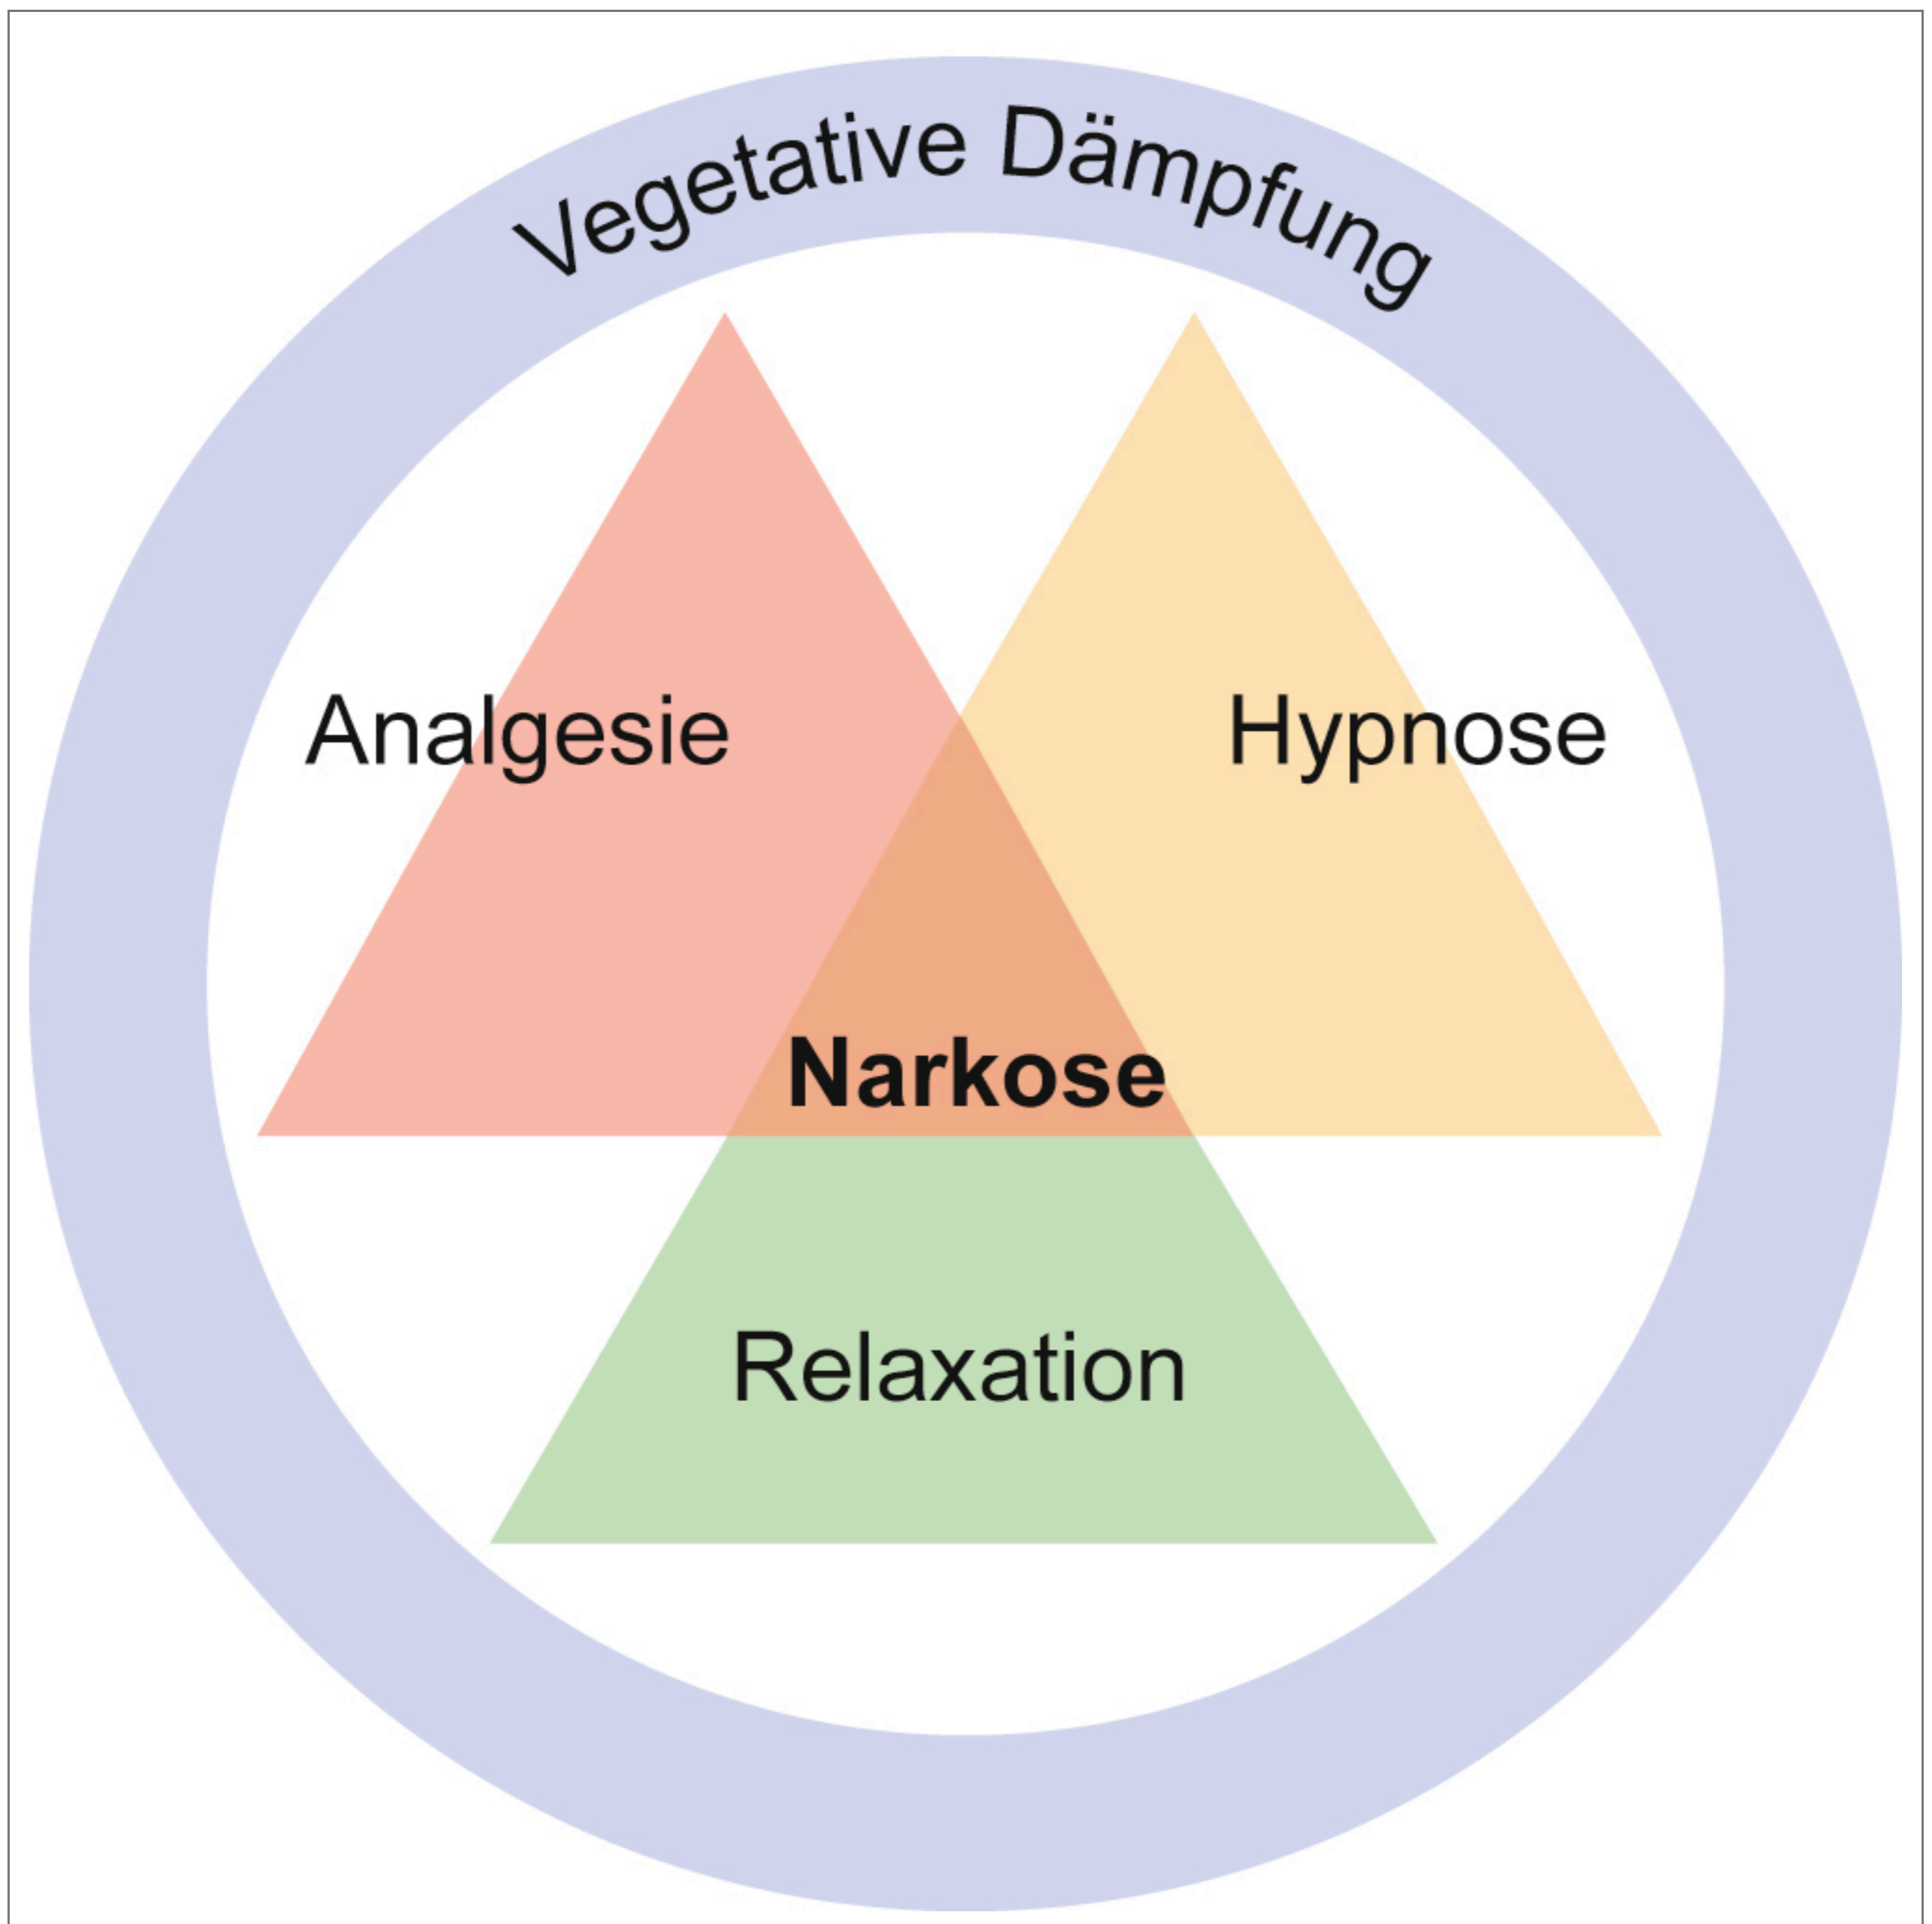 Vegetative Dämpfung
Analgesie
Hypnose
Narkose
Relaxation